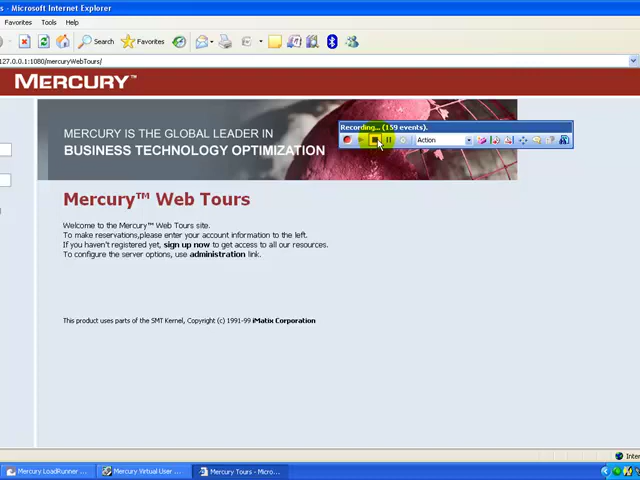 s - Microsoft Internet Explorer
Favorites Tools Help
Search Favorites
127.0.0.1:1080/mercuryWebTours/
MERCURY™
MERCURY IS THE GLOBAL LEADER IN
BUSINESS TECHNOLOGY OPTIMIZATION
Recording... (159 events).
Action
Mercury™ Web Tours
Welcome to the Mercury™ Web Tours site.
To make reservations,please enter your account information to the left.
If you haven't registered yet, sign up now to get access to all our resources.
To configure the server options, use administration link.
This product uses parts of the SMT Kernel, Copyright (c) 1991-99 iMatix Corporation
Inter
Mercury LoadRunner ... Mercury Virtual User ... Mercury Tours - Micro...